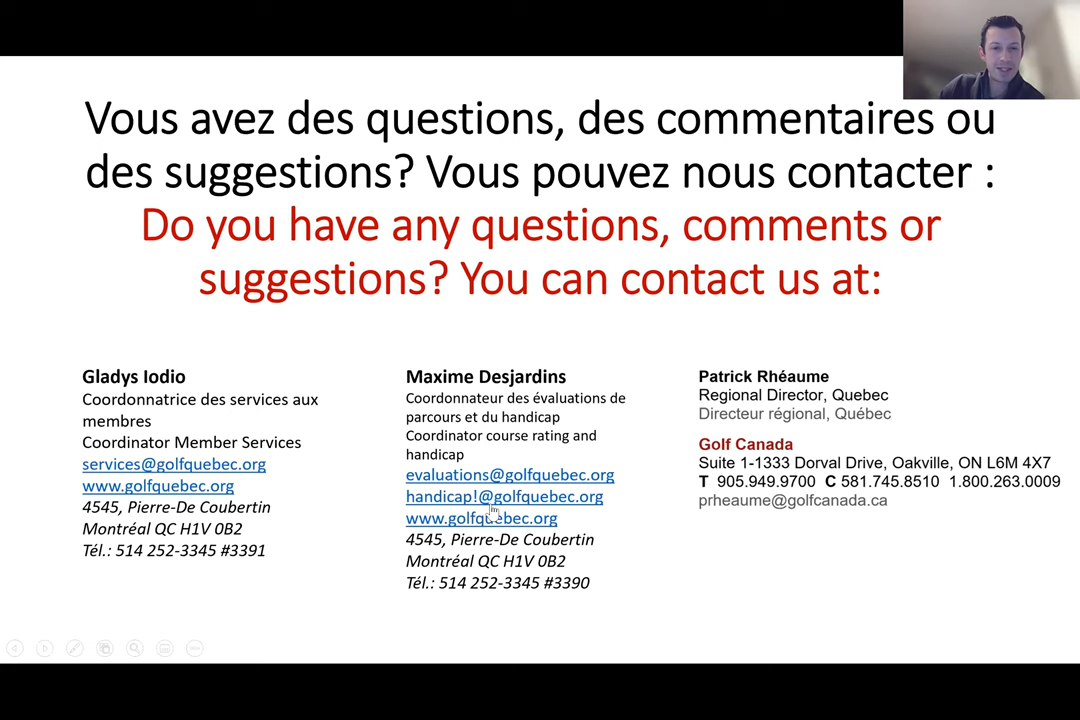 Vous avez des questions, des commentaires ou
des suggestions? Vous pouvez nous contacter :
Do you have any questions, comments or
suggestions? You can contact us at:
Gladys Iodio
Coordonnatrice des services aux
membres
Coordinator Member Services
services@golfquebec.org
www.golfquebec.org
4545, Pierre-De Coubertin
Montréal QC H1V 0B2
Tél.: 514 252-3345 #3391
Maxime Desjardins
Coordonnateur des évaluations de
parcours et du handicap
Coordinator course rating and
handicap
evaluations@golfquebec.org
handicap!@golfquebec.org
www.golfquebec.org
4545, Pierre-De Coubertin
Montréal QC H1V 0B2
Tél.: 514 252-3345 #3390
Patrick Rhéaume
Regional Director, Quebec
Directeur régional, Québec
Golf Canada
Suite 1-1333 Dorval Drive, Oakville, ON L6M 4X7
T 905.949.9700 C 581.745.8510 1.800.263.0009
prheaume@golfcanada.ca